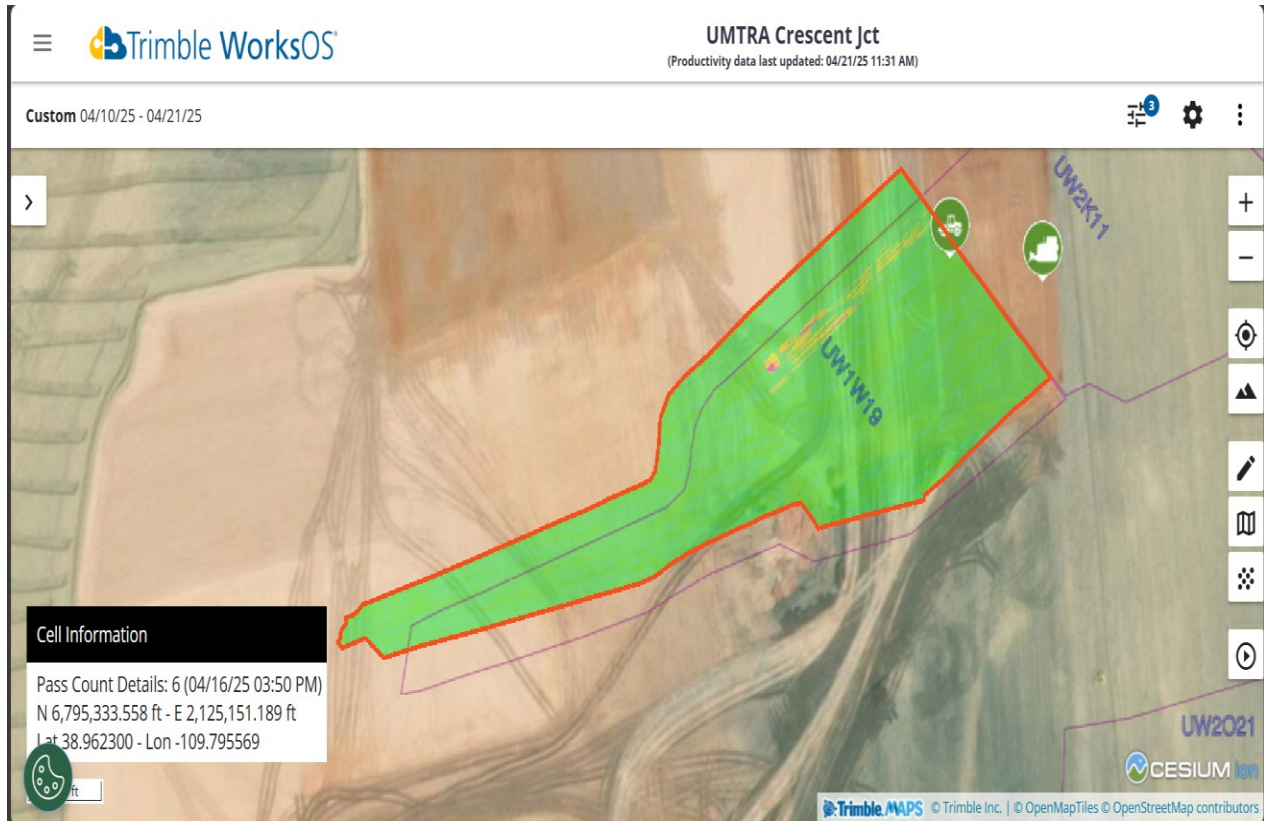 Trimble WorksOS
UMTRA Crescent Jct
(Productivity data last updated: 04/21/25 11:31 AM)
Custom 04/10/25 - 04/21/25
3
UW2K11
UW1W19
Cell Information
Pass Count Details: 6 (04/16/25 03:50 PM)
N 6,795,333.558 ft - E 2,125,151.189 ft
Lat 38.962300 - Lon -109.795569
UW2O21
CESIUM ion
ft
Trimble MAPS © Trimble Inc. | © OpenMapTiles © OpenStreetMap contributors